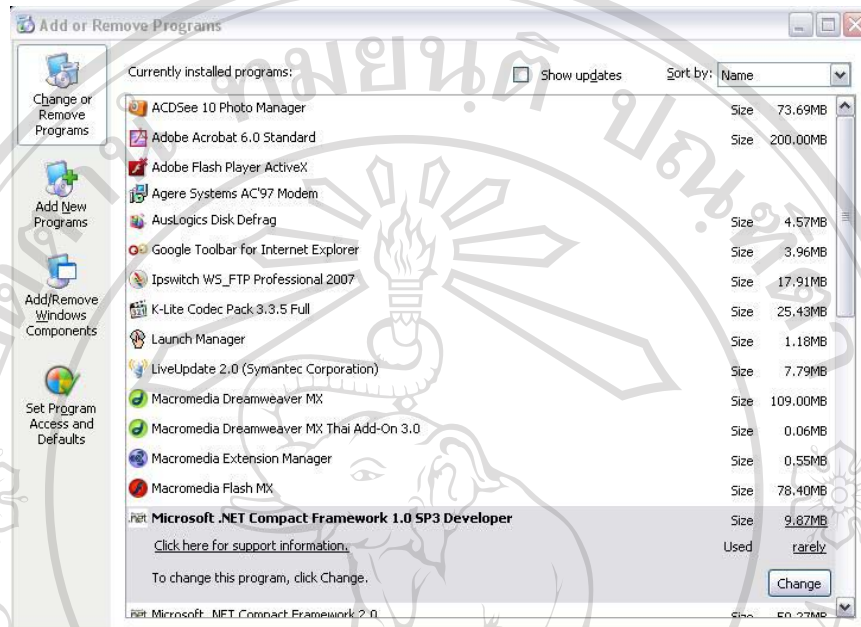 Add or Remove Programs
Change or
Remove
Programs
Add New
Programs
Add/Remove
Windows
Components
Set Program
Access and
Defaults
Currently installed programs:
Show updates
Sort by: Name
ACDSee 10 Photo Manager Size 73.69MB
Adobe Acrobat 6.0 Standard Size 200.00MB
Adobe Flash Player ActiveX
Agere Systems AC'97 Modem
AusLogics Disk Defrag Size 4.57MB
Google Toolbar for Internet Explorer Size 3.96MB
Ipswitch WS_FTP Professional 2007 Size 17.91MB
K-Lite Codec Pack 3.3.5 Full Size 25.43MB
Launch Manager Size 1.18MB
LiveUpdate 2.0 (Symantec Corporation) Size 7.79MB
Macromedia Dreamweaver MX Size 109.00MB
Macromedia Dreamweaver MX Thai Add-On 3.0 Size 0.06MB
Macromedia Extension Manager Size 0.55MB
Macromedia Flash MX Size 78.40MB
Microsoft .NET Compact Framework 1.0 SP3 Developer Size 9.87MB
Click here for support information. Used rarely
To change this program, click Change. Change
Microsoft .NET Compact Framework 2.0 Size